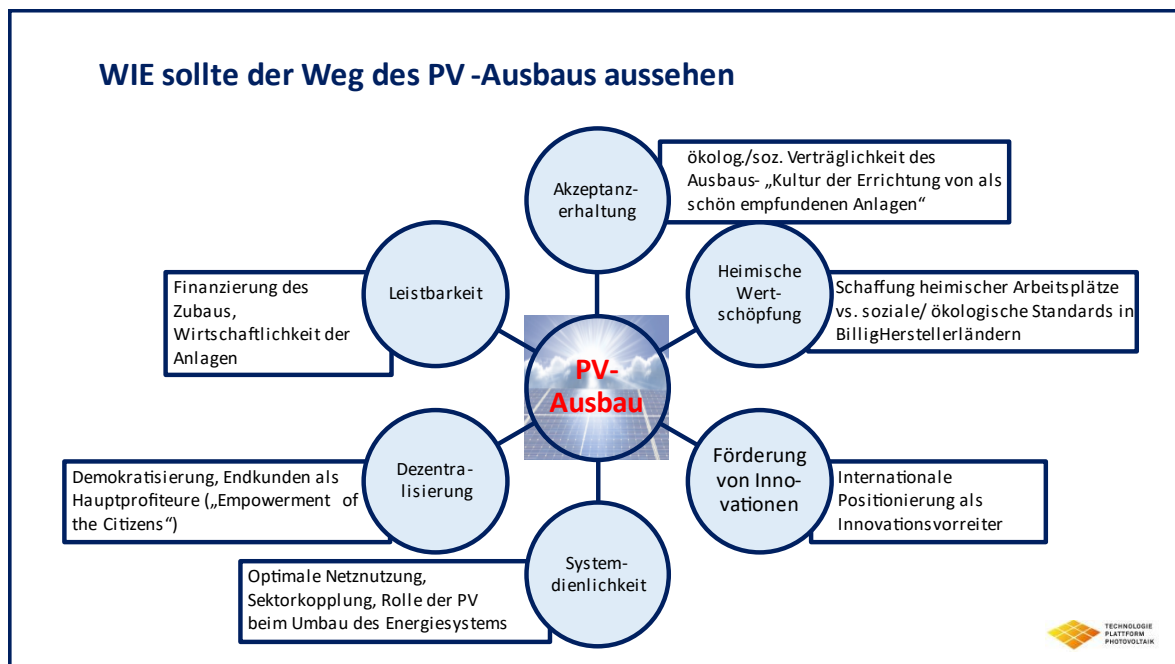 WIE sollte der Weg des PV -Ausbaus aussehen
Akzeptanz-
erhaltung
ökolog./soz. Verträglichkeit des
Ausbaus- „Kultur der Errichtung von als
schön empfundenen Anlagen“
Heimische
Wert-
schöpfung
Schaffung heimischer Arbeitsplätze
vs. soziale/ ökologische Standards in
BilligHerstellerländern
Förderung
von Inno-
vationen
Internationale
Positionierung als
Innovationsvorreiter
System-
dienlichkeit
Optimale Netznutzung,
Sektorkopplung, Rolle der PV
beim Umbau des Energiesystems
Dezentra-
lisierung
Demokratisierung, Endkunden als
Hauptprofiteure („Empowerment of
the Citizens“)
Leistbarkeit
Finanzierung des
Zubaus,
Wirtschaftlichkeit der
Anlagen
PV-
Ausbau
TECHNOLOGIE
PLATTFORM
PHOTOVOLTAIK